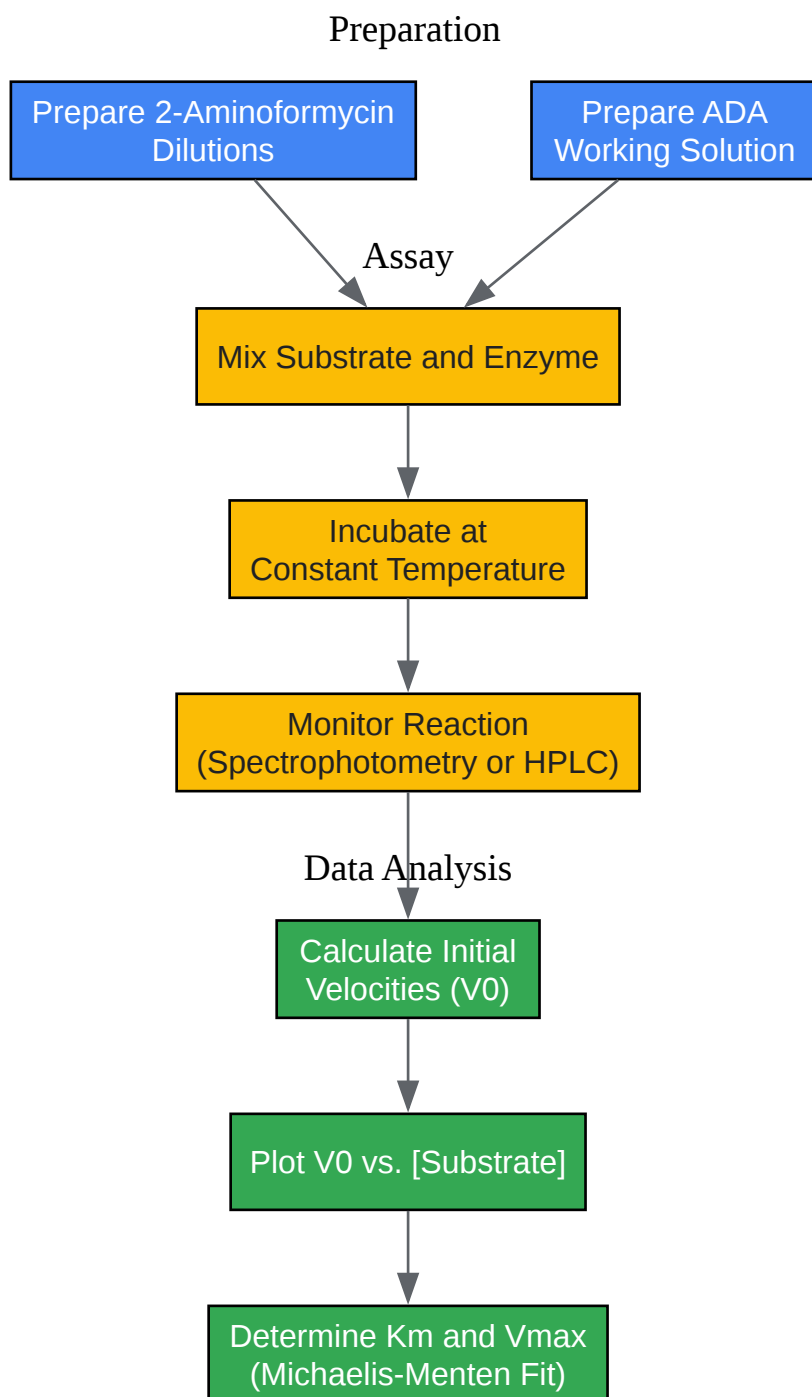 Preparation
Prepare 2-Aminoformycin
Dilutions
Prepare ADA
Working Solution
Assay
Mix Substrate and Enzyme
Incubate at
Constant Temperature
Monitor Reaction
(Spectrophotometry or HPLC)
Data Analysis
Calculate Initial
Velocities (V0)
Plot V0 vs. [Substrate]
Determine Km and Vmax
(Michaelis-Menten Fit)